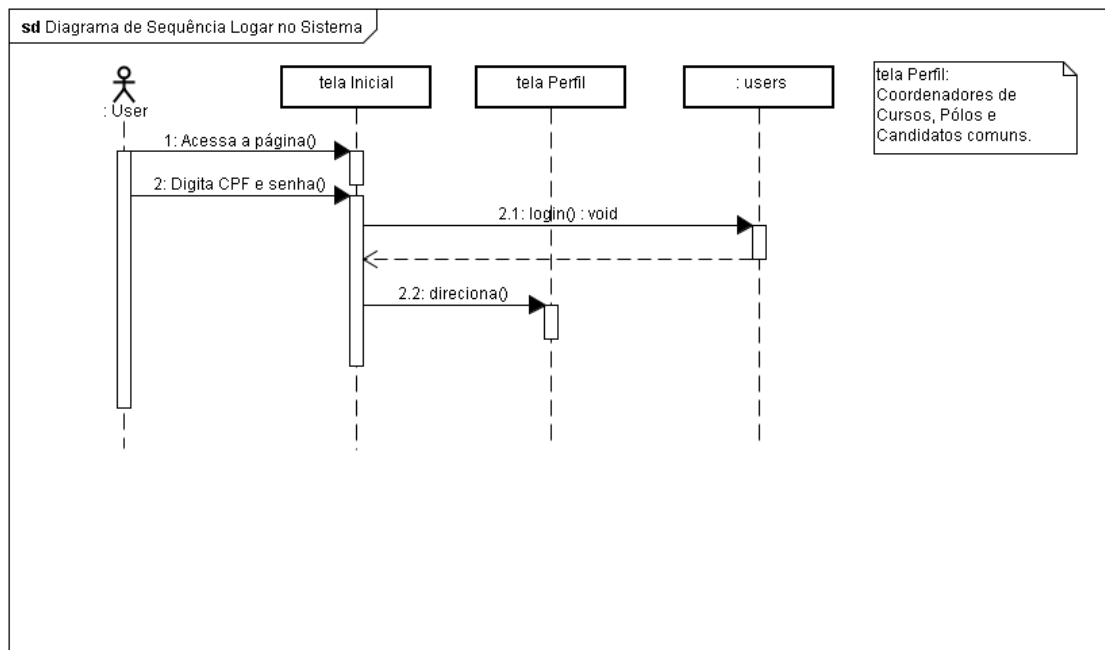 sd Diagrama de Sequência Logar no Sistema
: User
tela Inicial
tela Perfil
: users
tela Perfil:
Coordenadores de
Cursos, Pólos e
Candidatos comuns.
1: Acessa a página()
2: Digita CPF e senha()
2.1: login() : void
2.2: direciona()